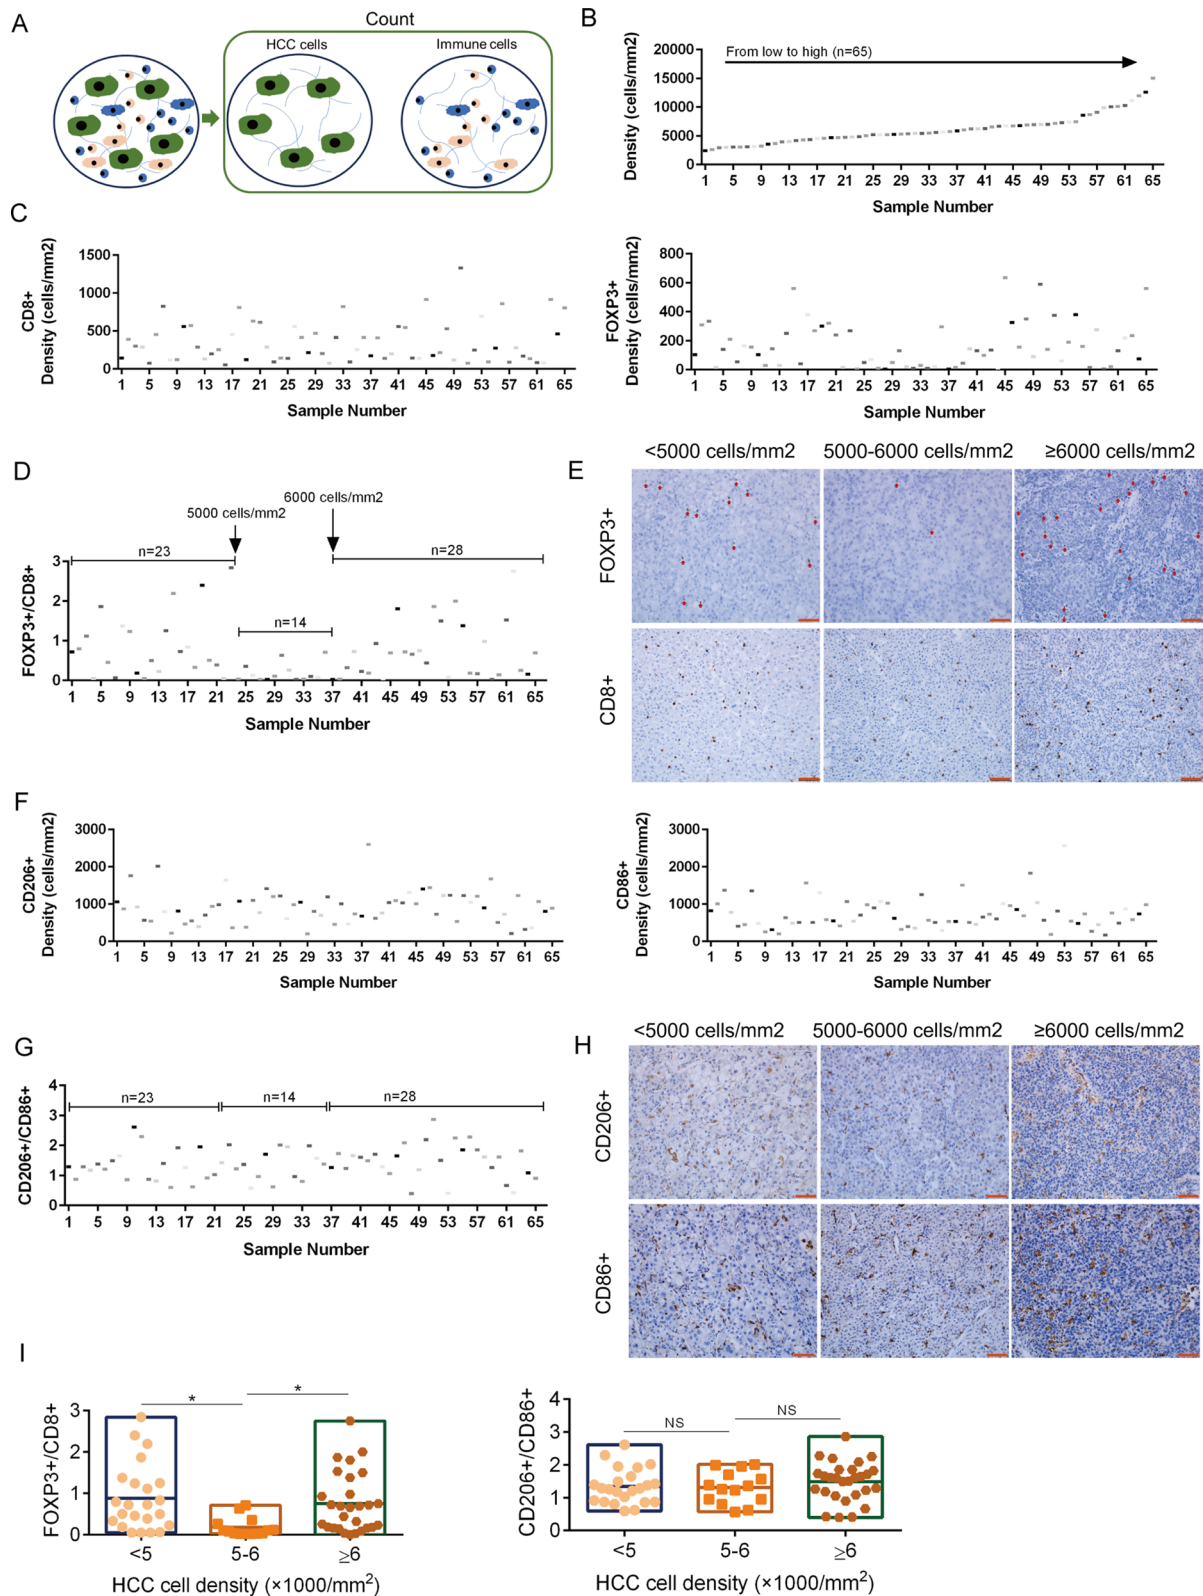 A
Count
HCC cells
Immune cells
B
Density (cells/mm2)
20000
15000
10000
5000
0
From low to high (n=65)
1 5 9 13 17 21 25 29 33 37 41 45 49 53 57 61 65
Sample Number
C
CD8+
Density (cells/mm2)
1500
1000
500
0
1 5 9 13 17 21 25 29 33 37 41 45 49 53 57 61 65
Sample Number
FOXP3+
Density (cells/mm2)
800
600
400
200
0
1 5 9 13 17 21 25 29 33 37 41 45 49 53 57 61 65
Sample Number
D
6000 cells/mm2
5000 cells/mm2
n=23
n=28
n=14
FOXP3+/CD8+
3
2
1
0
1 5 9 13 17 21 25 29 33 37 41 45 49 53 57 61 65
Sample Number
E
<5000 cells/mm2 5000-6000 cells/mm2 ≥6000 cells/mm2
FOXP3+
CD8+
F
CD206+
Density (cells/mm2)
3000
2000
1000
0
1 5 9 13 17 21 25 29 33 37 41 45 49 53 57 61 65
Sample Number
CD86+
Density (cells/mm2)
3000
2000
1000
0
1 5 9 13 17 21 25 29 33 37 41 45 49 53 57 61 65
Sample Number
G
CD206+/CD86+
4
3
2
1
0
n=23 n=14 n=28
1 5 9 13 17 21 25 29 33 37 41 45 49 53 57 61 65
Sample Number
H
<5000 cells/mm2 5000-6000 cells/mm2 ≥6000 cells/mm2
CD206+
CD86+
I
FOXP3+/CD8+
3
2
1
0
* *
<5 5-6 ≥6
HCC cell density (×1000/mm²)
CD206+/CD86+
4
3
2
1
0
NS NS
<5 5-6 ≥6
HCC cell density (×1000/mm²)